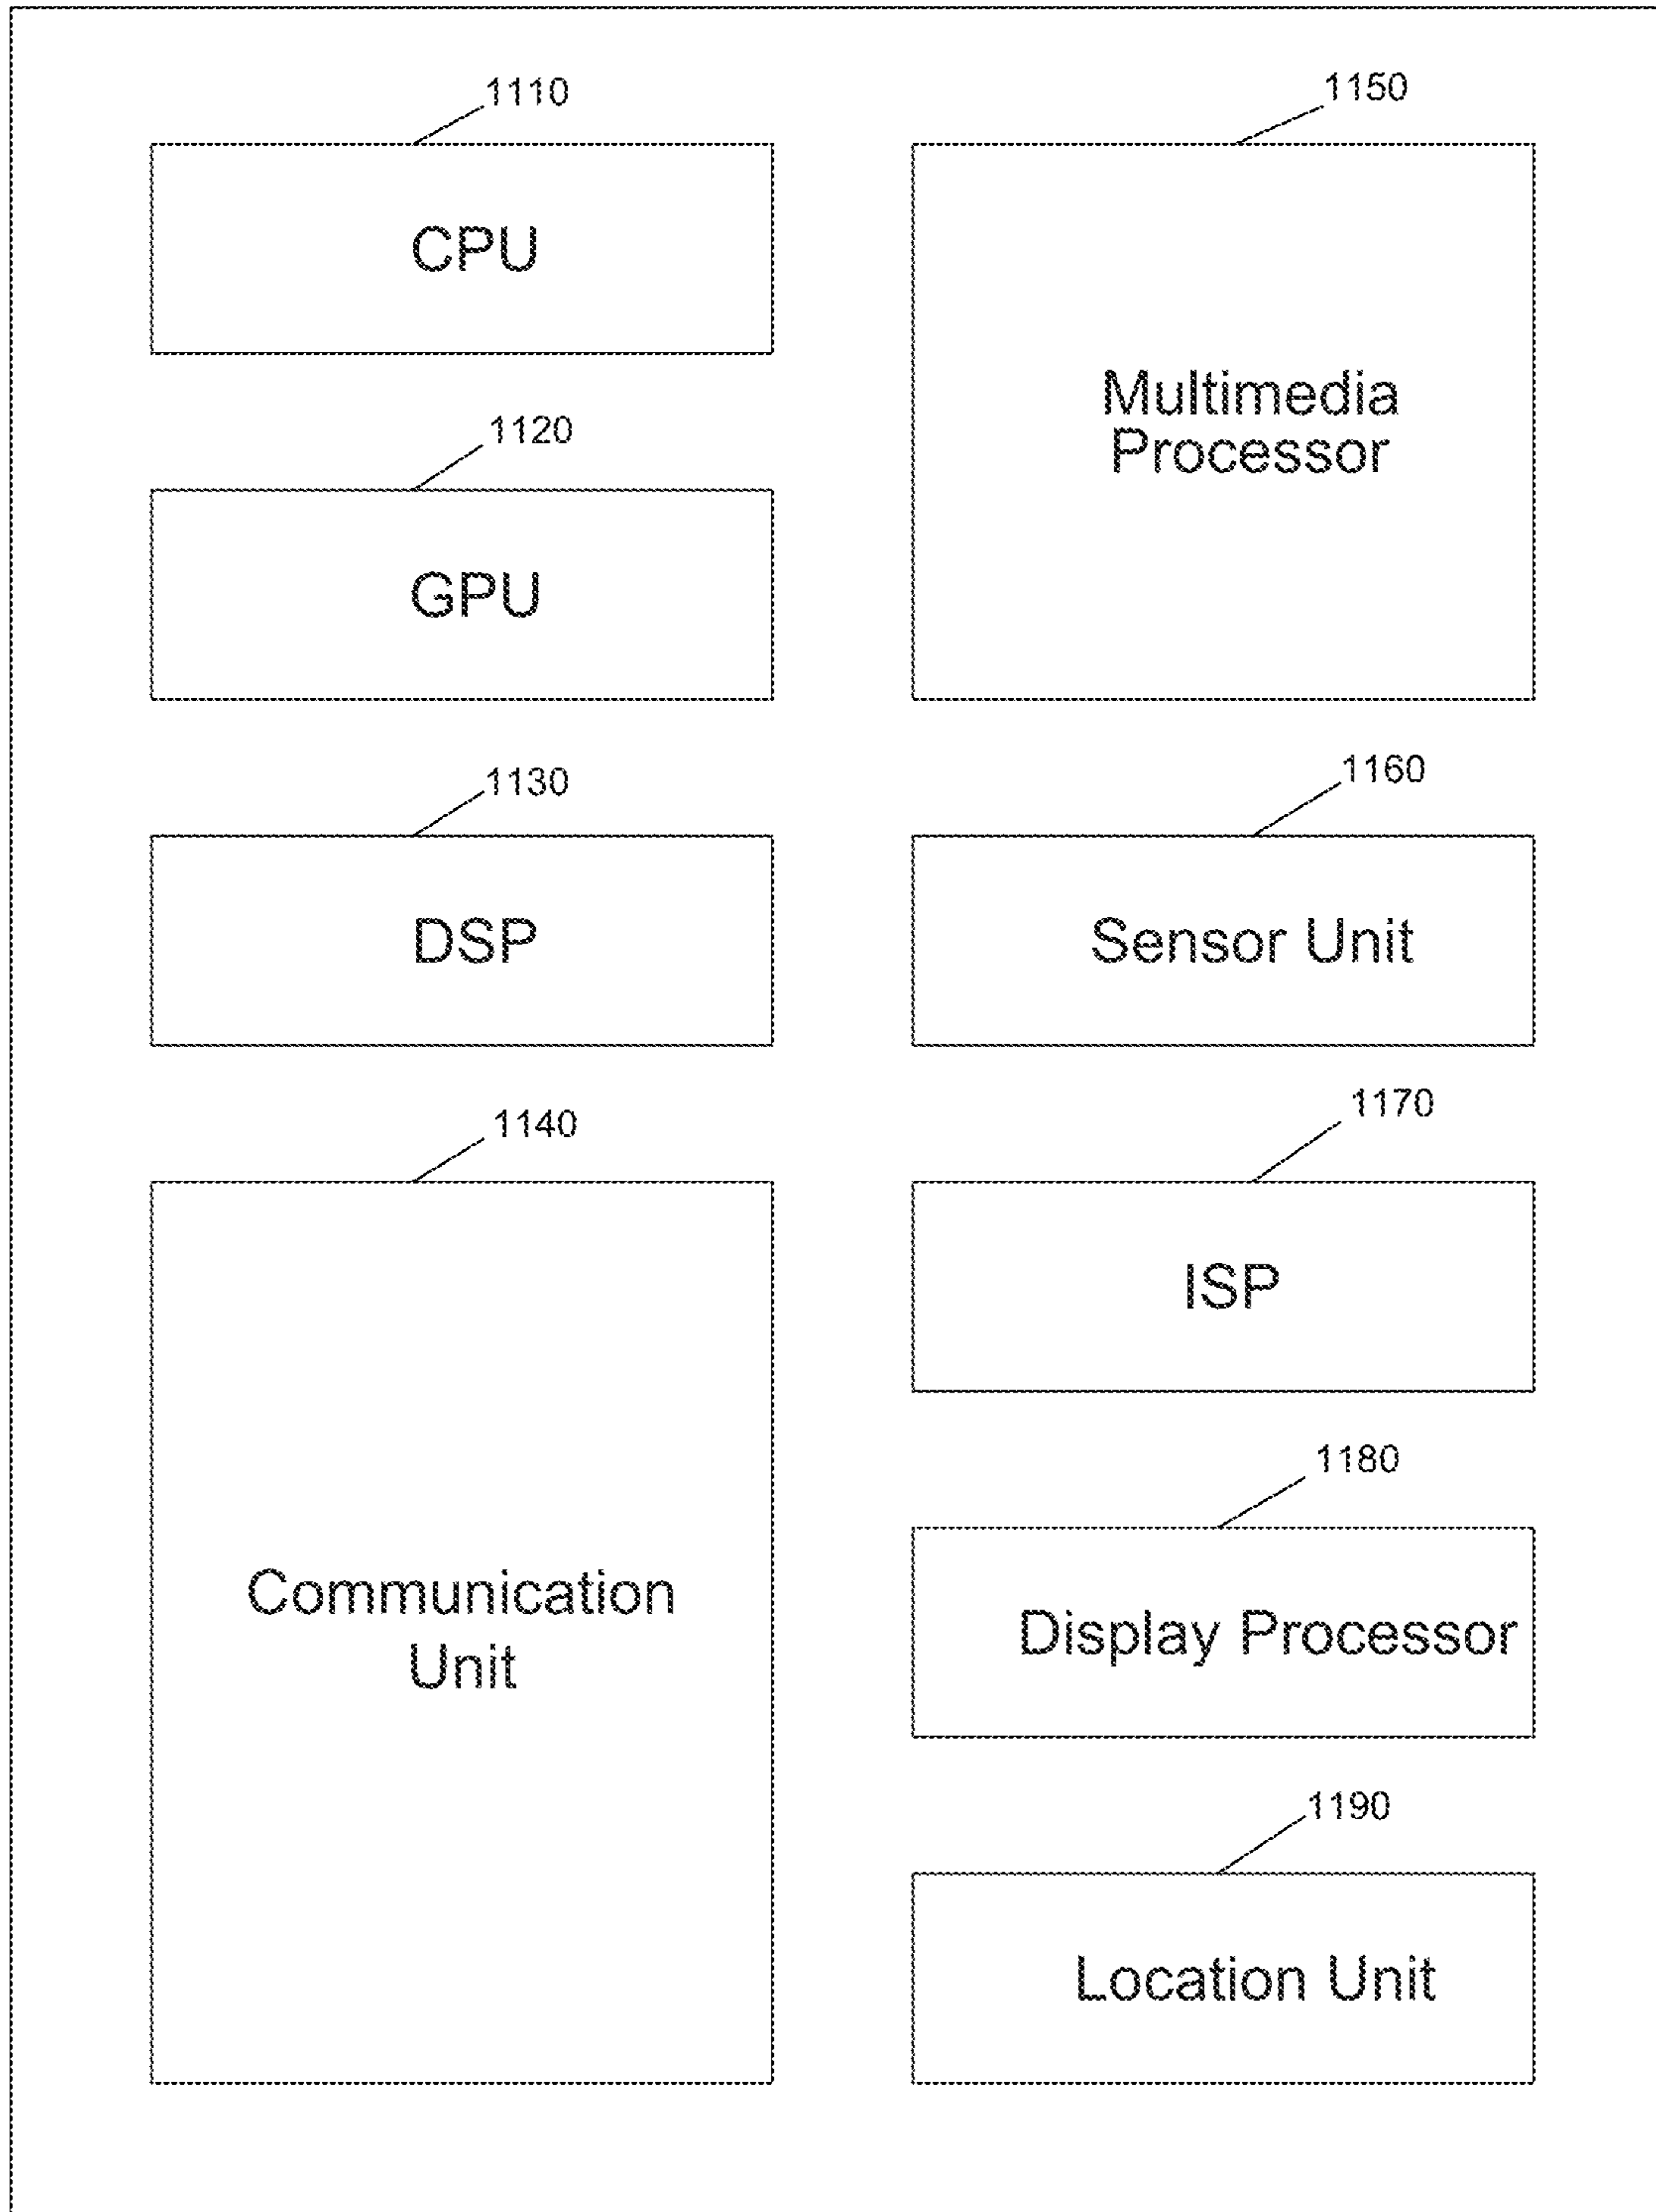 1110
CPU
1120
GPU
1130
DSP
1140
Communication
Unit
1150
Multimedia
Processor
1160
Sensor Unit
1170
ISP
1180
Display Processor
1190
Location Unit